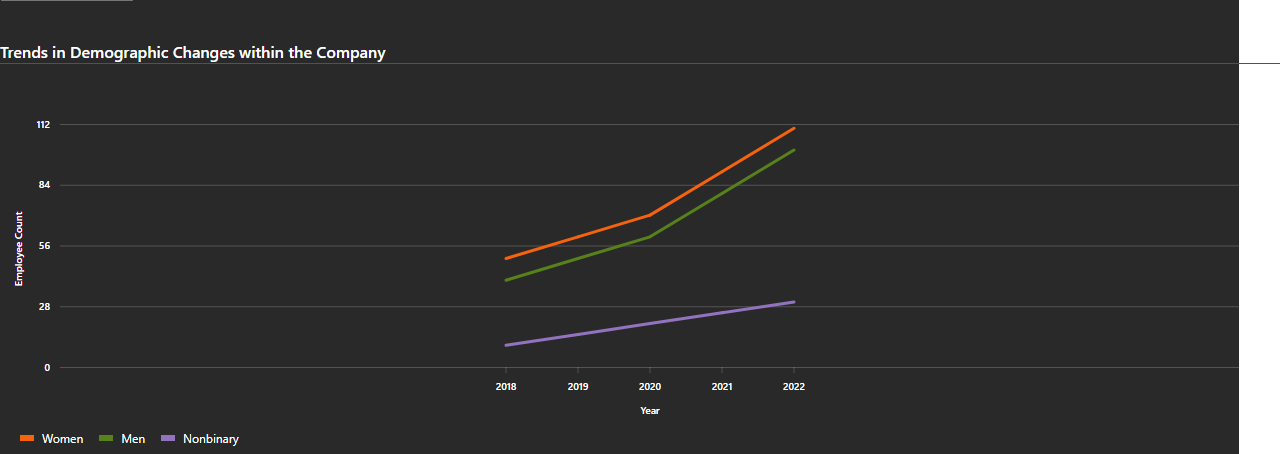 Trends in Demographic Changes within the Company
112
84
56
28
0
Employee Count
2018 2019 2020 2021 2022
Year
Women Men Nonbinary